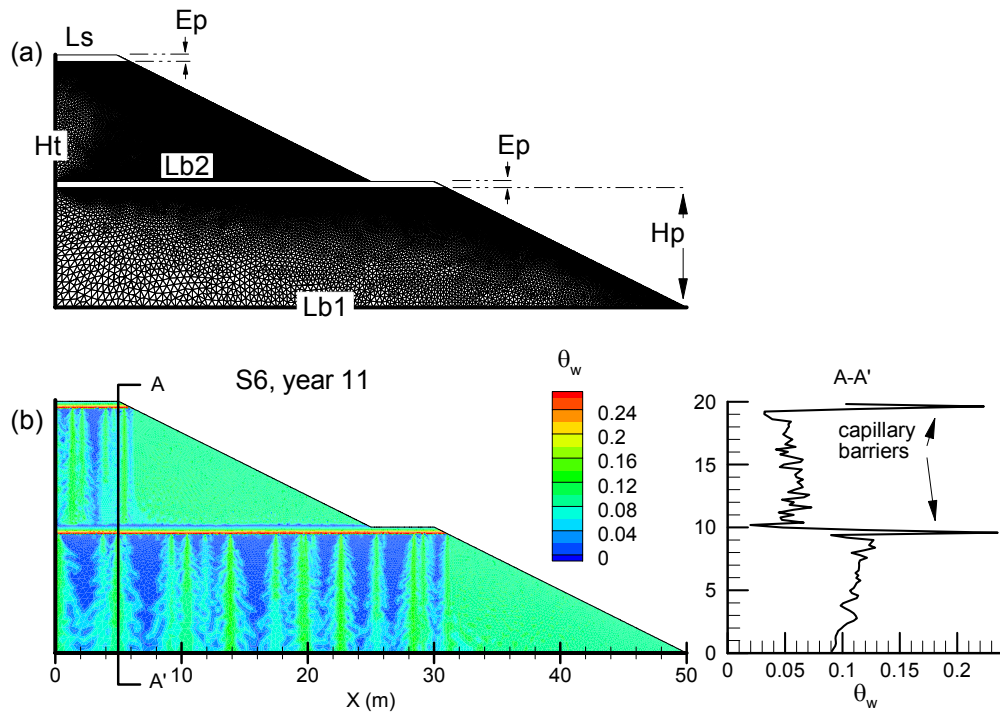 (a)
Ls
Ep
Ht
Lb2
Ep
Hp
Lb1
(b)
A
S6, year 11
θw
0.24
0.2
0.16
0.12
0.08
0.04
0
A'
0 10 20 30 40 50
X (m)
A-A'
20
15
10
5
0
capillary
barriers
0 0.05 0.1 0.15 0.2
θw